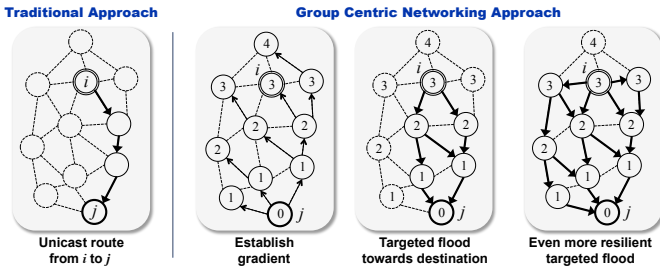 Traditional Approach
Group Centric Networking Approach
i
j
4
i
3
3
3
2
2
2
1
1
1
0
j
4
i
3
3
3
2
2
2
1
1
1
0
j
4
i
3
3
3
2
2
2
1
1
1
0
j
Unicast route
from i to j
Establish
gradient
Targeted flood
towards destination
Even more resilient
targeted flood